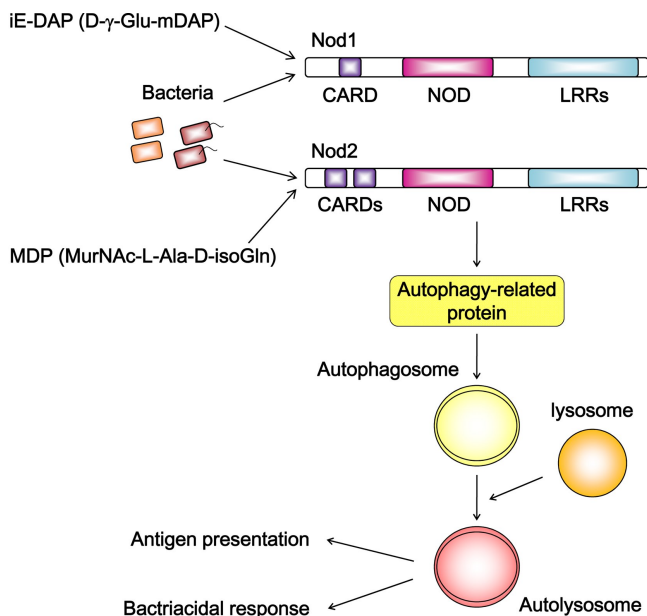 iE-DAP (D-γ-Glu-mDAP)
Nod1
CARD NOD LRRs
Bacteria
Nod2
CARDs NOD LRRs
MDP (MurNAc-L-Ala-D-isoGln)
Autophagy-related
protein
Autophagosome
lysosome
Antigen presentation
Bactriacidal response
Autolysosome